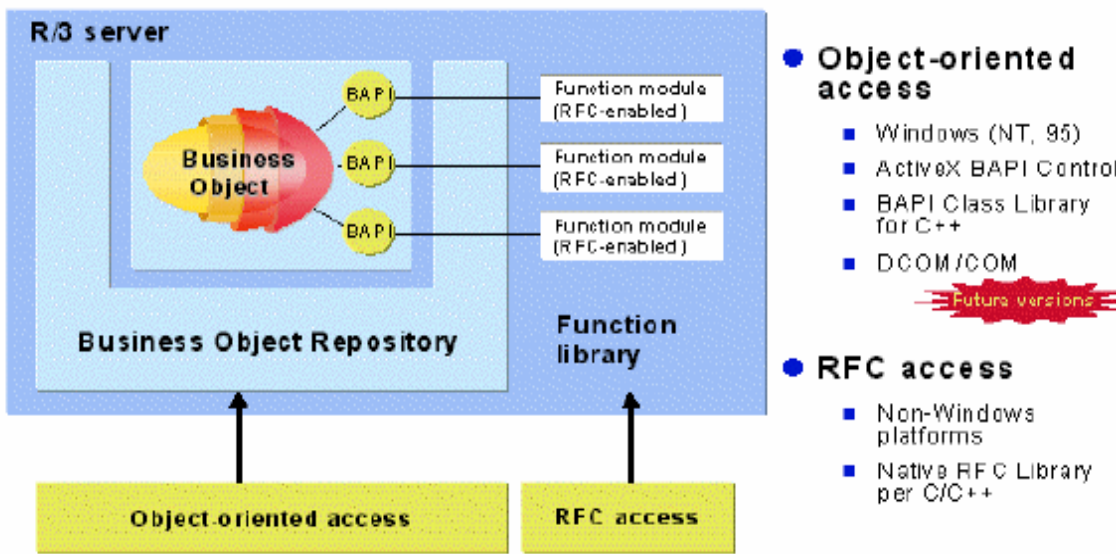 R/3 server
BAPI
Function module
(RFC-enabled)
Business
Object
BAPI
Function module
(RFC-enabled)
BAPI
Function module
(RFC-enabled)
Business Object Repository
Function
library
Object-oriented access
RFC access
Object-oriented
access
Windows (NT, 95)
ActiveX BAPI Control
BAPI Class Library
for C++
DCOM/COM
Future versions
RFC access
Non-Windows
platforms
Native RFC Library
per C/C++